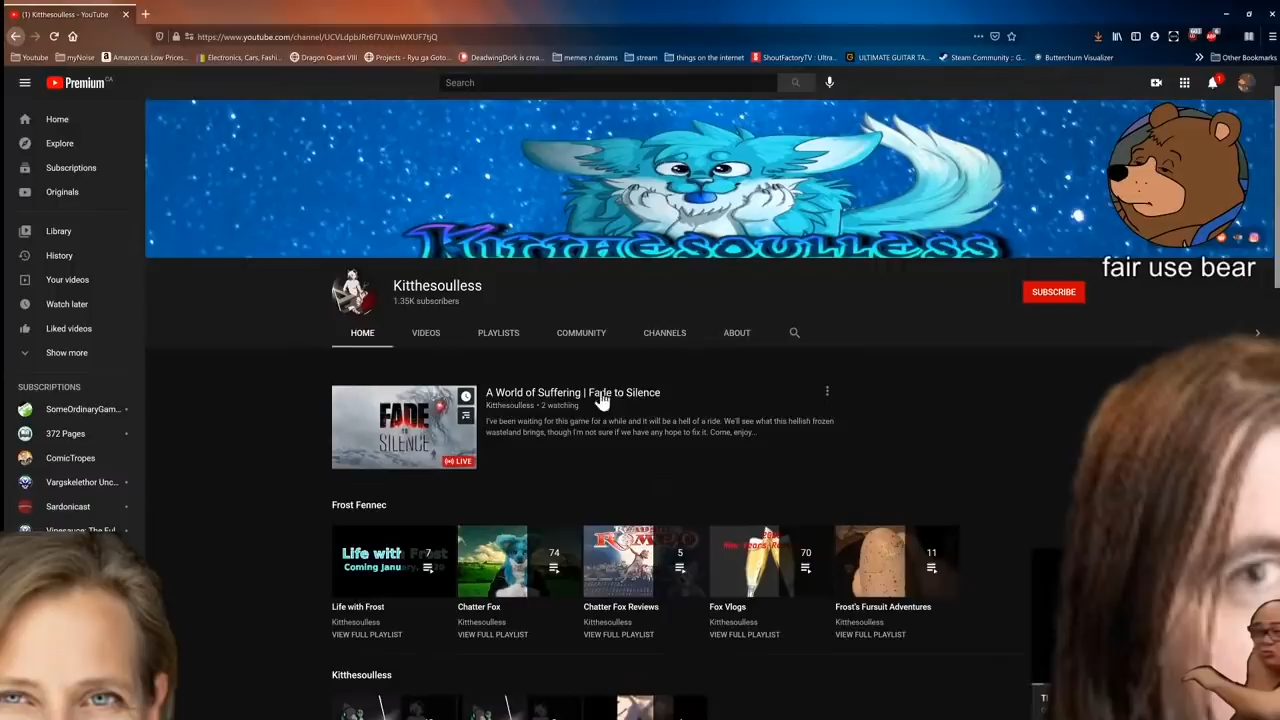 (1) Kitthesoulless - YouTube
https://www.youtube.com/channel/UCVLdpbJRr6f7UWmWXUF7tjQ
Youtube myNoise Amazon.ca: Low Prices... Electronics, Cars, Fashi... Dragon Quest VIII Projects - Ryu ga Goto... DeadwingDork is crea... memes n dreams stream things on the internet ShoutFactoryTV : Ultra... ULTIMATE GUITAR TA... Steam Community :: G... Butterchurn Visualizer Other Bookmarks
Premium CA
Search
1
Home
Explore
Subscriptions
Originals
Library
History
Your videos
Watch later
Liked videos
Show more
SUBSCRIPTIONS
SomeOrdinaryGam...
372 Pages
ComicTropes
Vargskelethor Unc...
Sardonicast
Vinesauce: The Ful...
Kitthesoulless
fair use bear
Kitthesoulless
1.35K subscribers
SUBSCRIBE
HOME VIDEOS PLAYLISTS COMMUNITY CHANNELS ABOUT
FADE
SILENCE
LIVE
A World of Suffering | Fade to Silence
Kitthesoulless • 2 watching
I've been waiting for this game for a while and it will be a hell of a ride. We'll see what this hellish frozen
wasteland brings, though I'm not sure if we have any hope to fix it. Come, enjoy...
Frost Fennec
Life with Frost
Coming Janu
7
74
5
70
11
Life with Frost
Kitthesoulless
VIEW FULL PLAYLIST
Chatter Fox
Kitthesoulless
VIEW FULL PLAYLIST
Chatter Fox Reviews
Kitthesoulless
VIEW FULL PLAYLIST
Fox Vlogs
Kitthesoulless
VIEW FULL PLAYLIST
Frost's Fursuit Adventures
Kitthesoulless
VIEW FULL PLAYLIST
Kitthesoulless